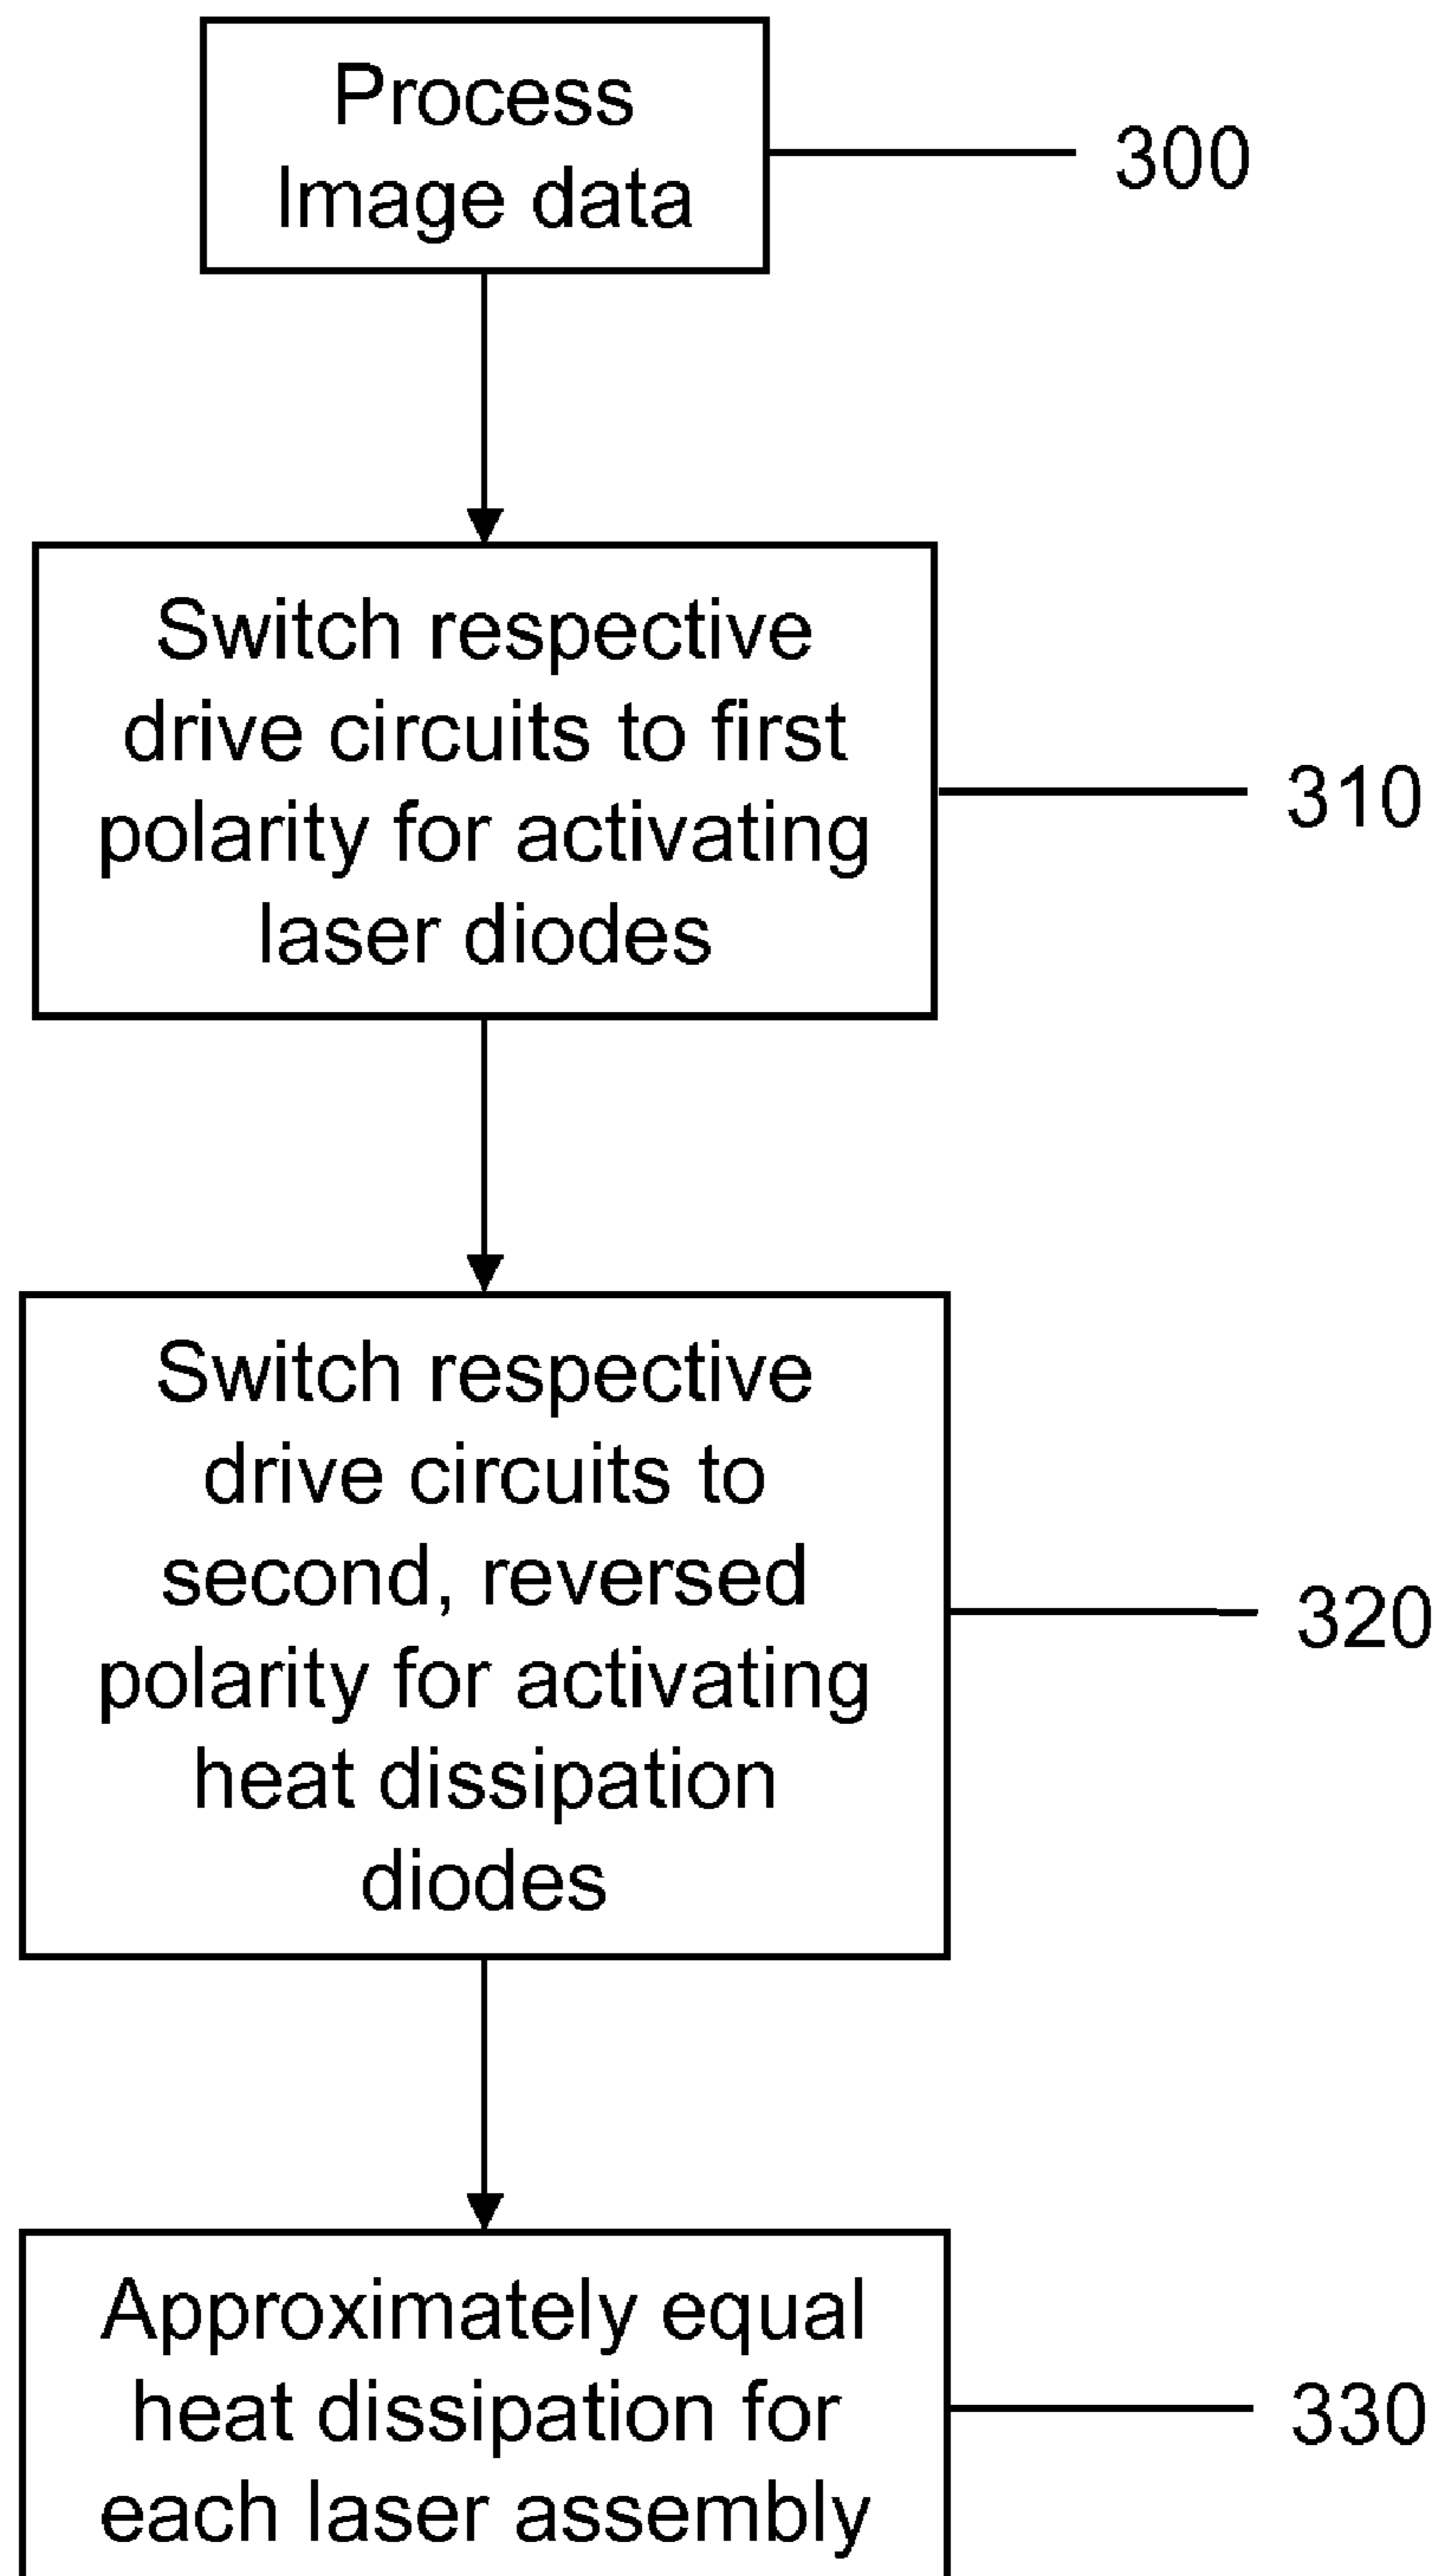 Process
Image data
300
Switch respective
drive circuits to first
polarity for activating
laser diodes
310
Switch respective
drive circuits to
second, reversed
polarity for activating
heat dissipation
diodes
320
Approximately equal
heat dissipation for
each laser assembly
330